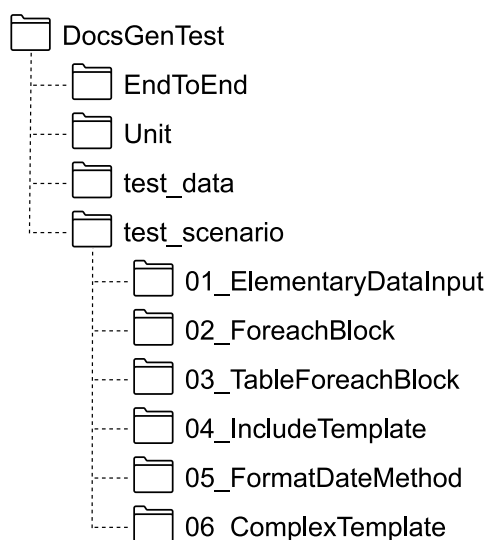 DocsGenTest
EndToEnd
Unit
test_data
test_scenario
01_ElementaryDataInput
02_ForeachBlock
03_TableForeachBlock
04_IncludeTemplate
05_FormatDateMethod
06_ComplexTemplate